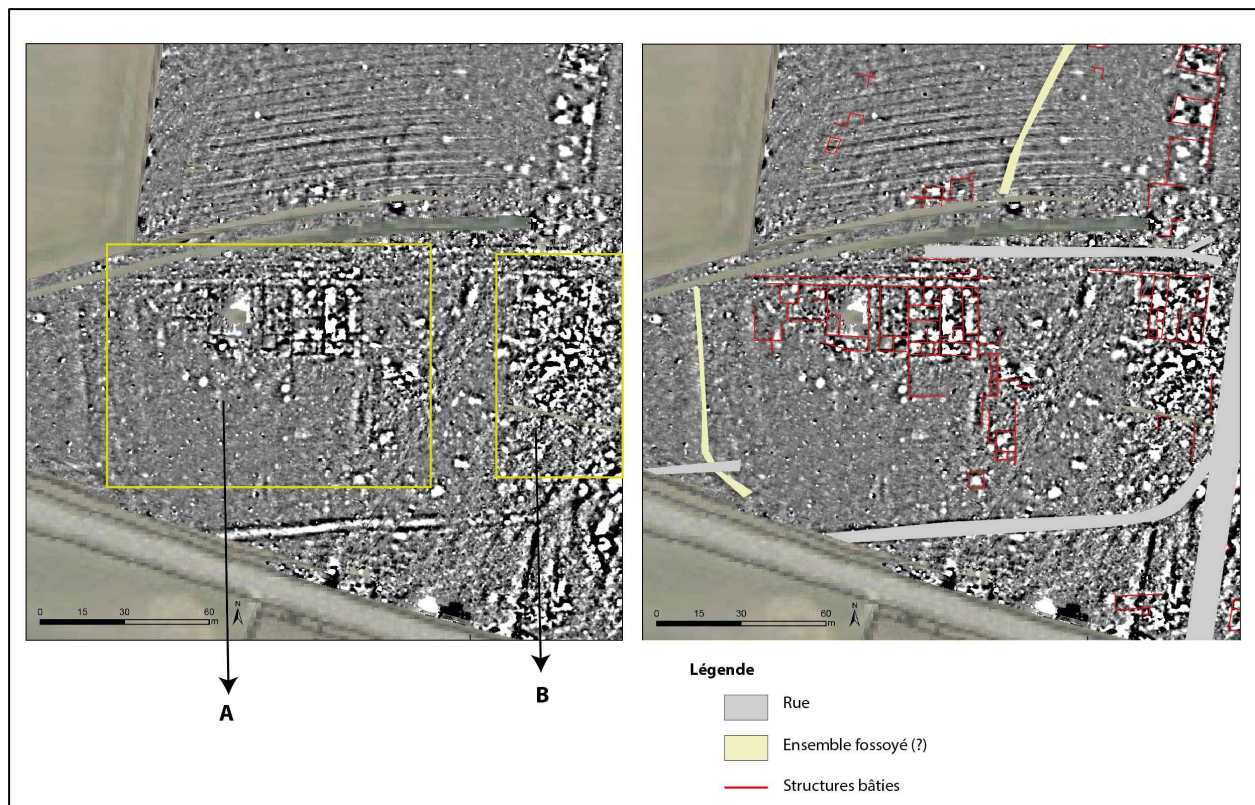 0 15 30 60
m
N
0 15 30 60
m
N
A
B
Légende
Rue
Ensemble fossoyé (?)
Structures bâties